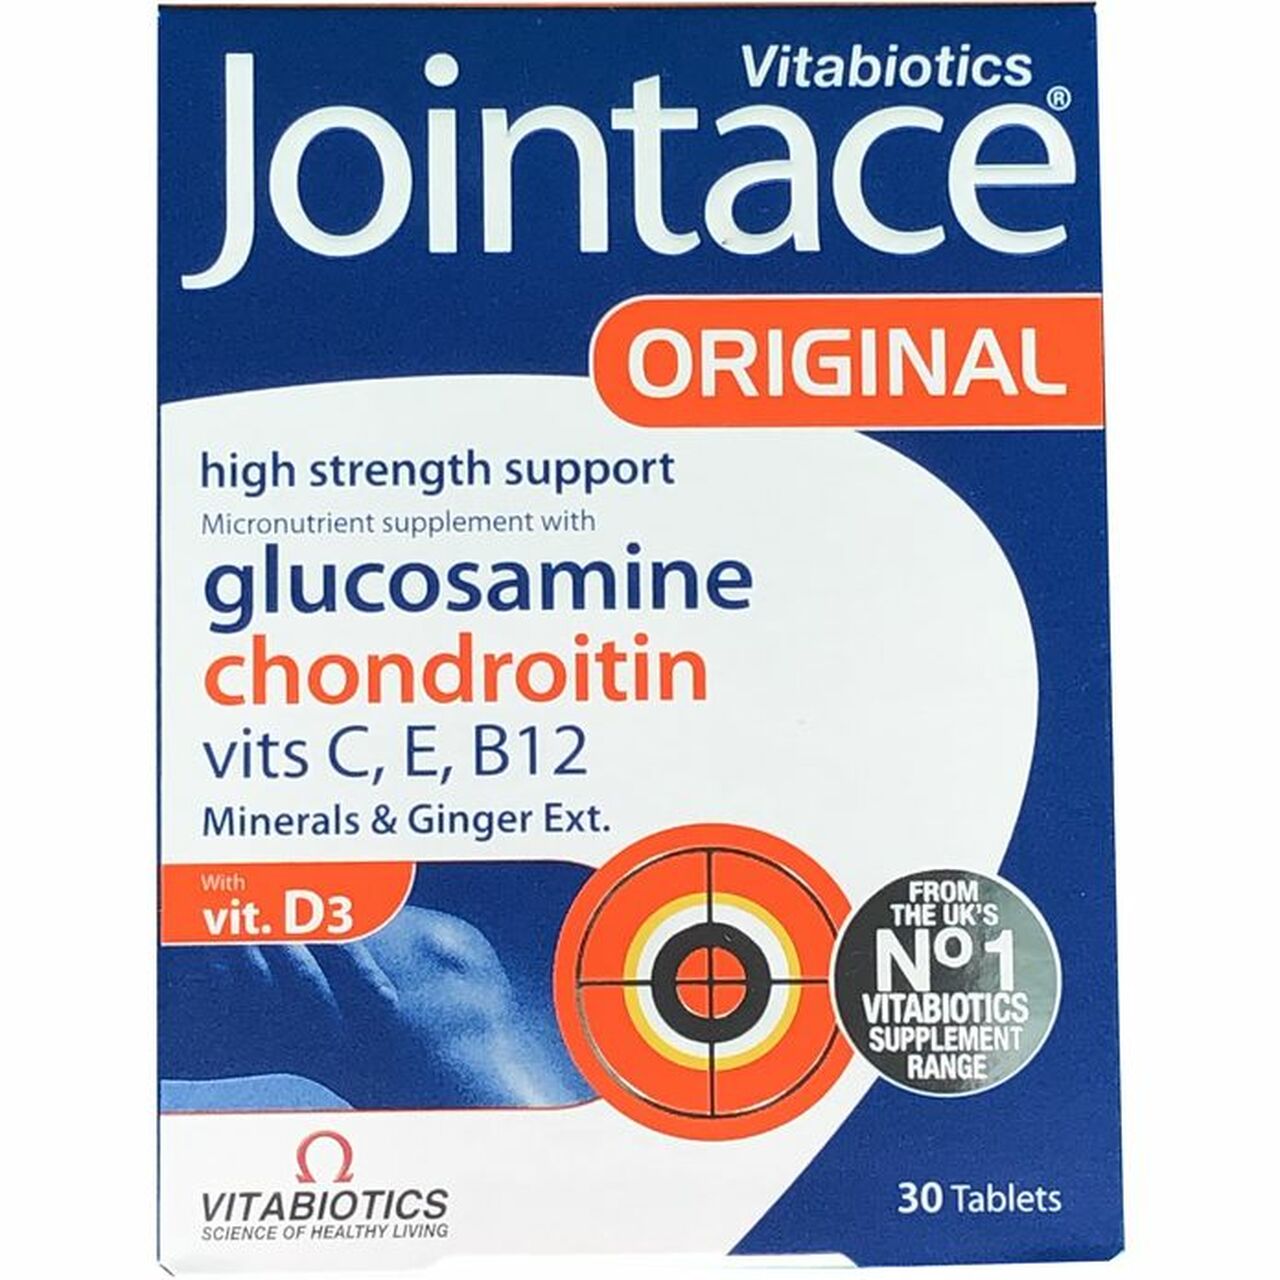 Vitabiotics
Jointace®
ORIGINAL
high strength support
Micronutrient supplement with
glucosamine
chondroitin
vits C, E, B12
Minerals & Ginger Ext.
With
vit. D3
FROM
THE UK'S
Nº1
VITABIOTICS
SUPPLEMENT
RANGE
VITABIOTICS
SCIENCE OF HEALTHY LIVING
30 Tablets